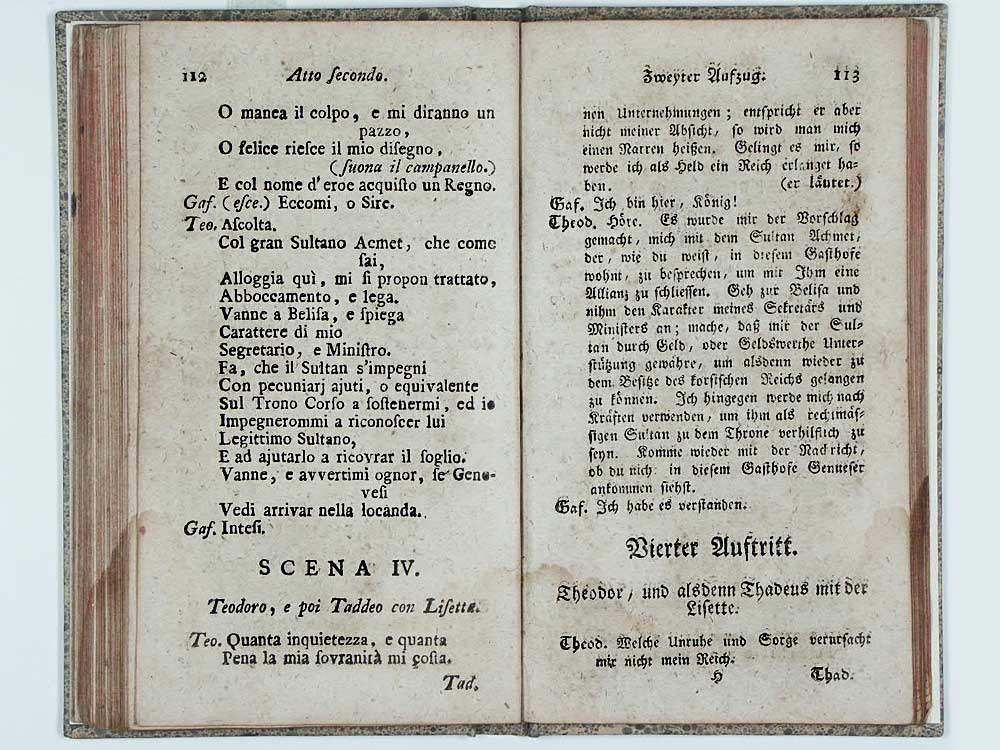 112 Atto ſecondo.
O manca il colpo, e mi diranno un
pazzo,
O felice rieſce il mio diſegno,
(ſuona il campanello.)
E col nome d' eroe acquiſto un Regno.
Gaf. (eſce.) Eccomi, o Sire.
Teo. Aſcolta.
Col gran Sultano Acmet, che come
ſai,
Alloggia quì, mi ſi propon trattato,
Abboccamento, e lega.
Vanne a Beliſa, e ſpiega
Carattere di mio
Segretario, e Miniſtro.
Fa, che il Sultan s'impegni
Con pecuniarj ajuti, o equivalente
Sul Trono Corſo a ſoſtenermi, ed io
Impegnerommi a riconoſcer lui
Legittimo Sultano,
E ad ajutarlo a ricovrar il ſoglio.
Vanne, e avvertimi ognor, ſe Geno-
veſi
Vedi arrivar nella locanda.
Gaf. Inteſi.
SCENA IV.
Teodoro, e poi Taddeo con Liſetta.
Teo. Quanta inquietezza, e quanta
Pena la mia ſovranità mi coſta.
Tad.
Zweyter Aufzug. 113
nen Unternehmungen; entſpricht er aber
nicht meiner Abſicht, ſo wird man mich
einen Narren heißen. Gelingt es mir, ſo
werde ich als Held ein Reich erlanget ha-
ben. (er läutet.)
Gaf. Ich bin hier, König!
Theod. Höre. Es wurde mir der Vorſchlag
gemacht, mich mit dem Sultan Achmet,
der, wie du weiſt, in dieſem Gaſthofe
wohnt, zu beſprechen, um mit Ihm eine
Allianz zu ſchlieſſen. Geh zur Beliſa und
nihm den Karakter meines Sekretärs und
Miniſters an; mache, daß mir der Sul-
tan durch Geld, oder Geldswerthe Unter-
ſtützung gewähre, um alsdenn wieder zu
dem Beſitze des korſiſchen Reichs gelangen
zu können. Ich hingegen werde mich nach
Kräften verwenden, um ihm als rechtmäſ-
ſigen Sultan zu dem Throne verhilflich zu
ſeyn. Komme wieder mit der Nachricht,
ob du nicht in dieſem Gaſthofe Genueſer
ankommen ſiehſt.
Gaf. Ich habe es verſtanden.
Vierter Auftritt.
Theodor, und alsdenn Thadeus mit der
Liſette.
Theod. Welche Unruhe und Sorge verurſacht
mir nicht mein Reich.
H Thad.